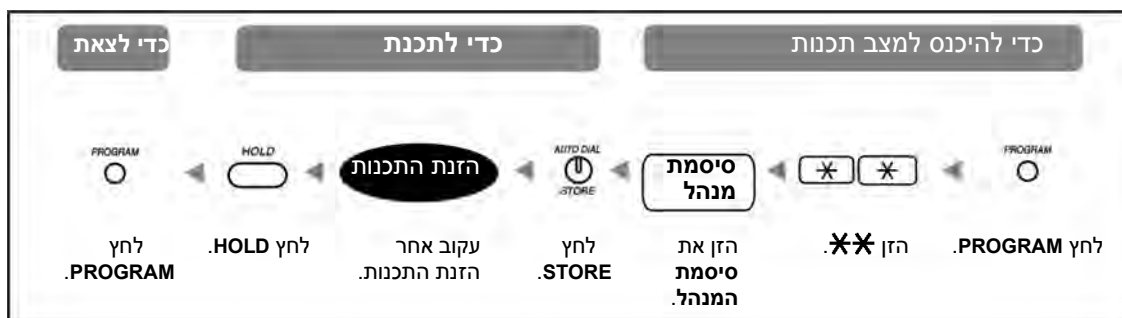 כדי להיכנס למצב תכנות
כדי לתכנת
כדי לצאת
PROGRAM
סיסמת
מנהל
AUTO DIAL
STORE
הזנת התכנות
HOLD
PROGRAM
לחץ PROGRAM.
הזן **.
הזן את
סיסמת
המנהל.
לחץ
STORE.
עקוב אחר
הזנת התכנות.
לחץ HOLD.
לחץ
PROGRAM.